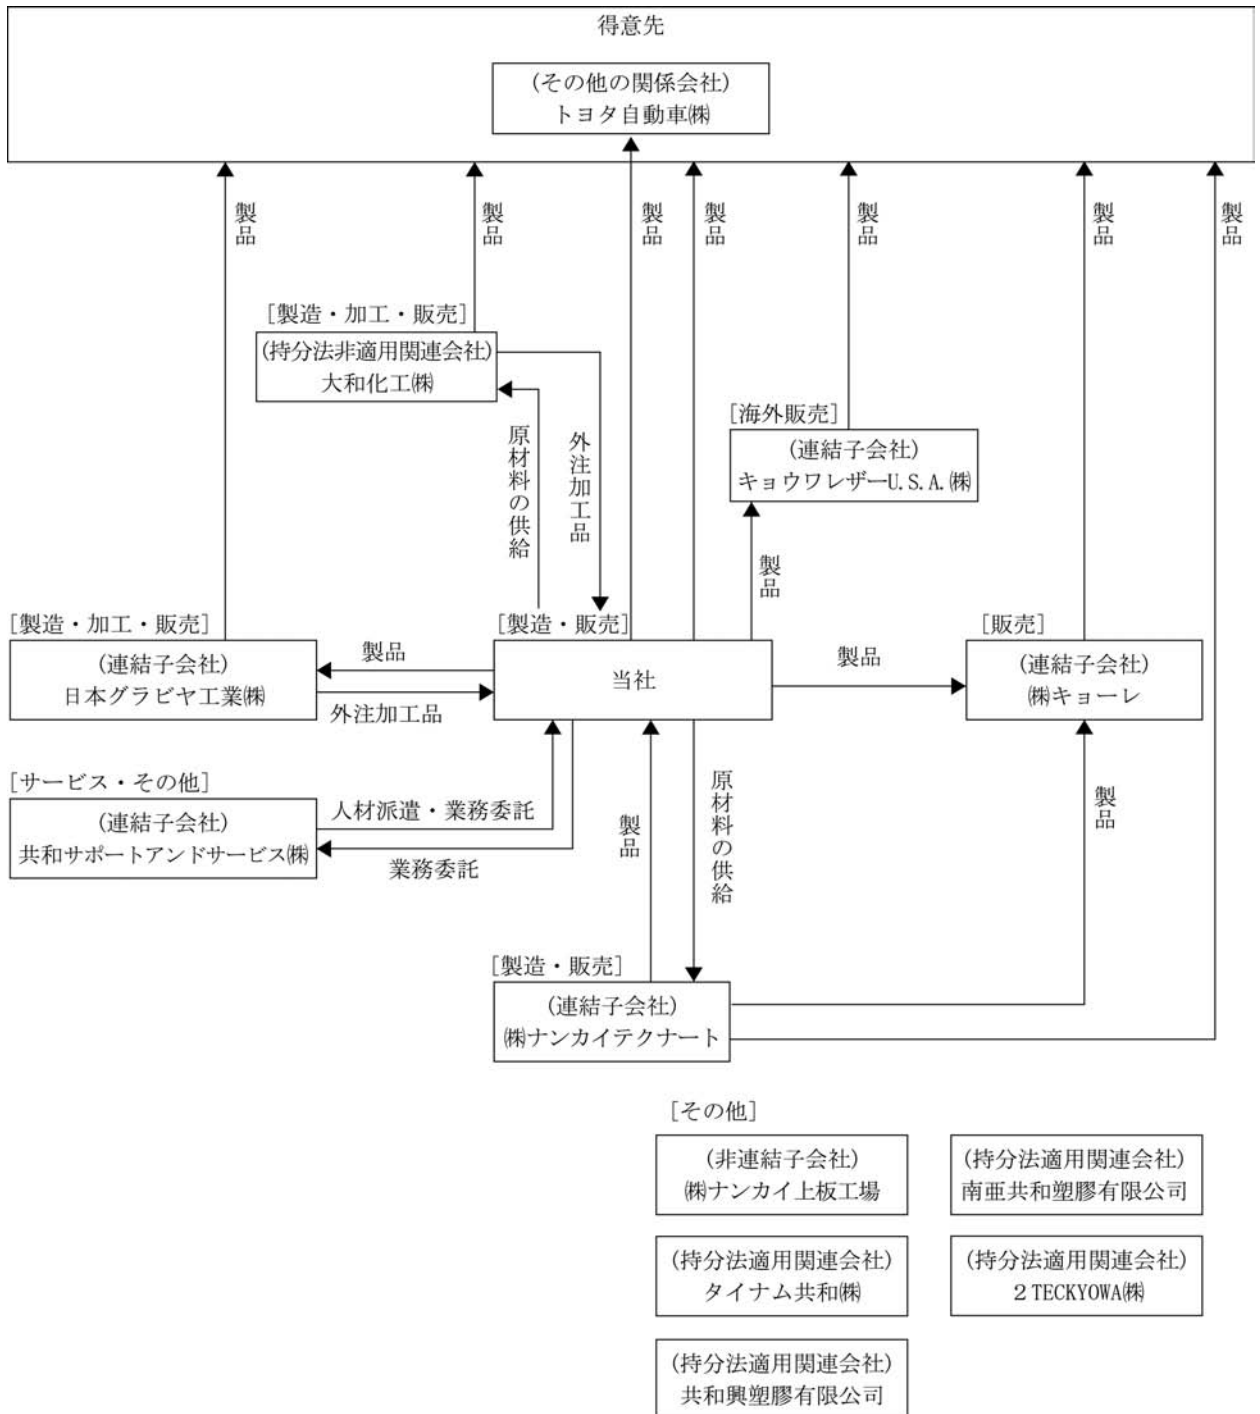 得意先
(その他の関係会社)
トヨタ自動車㈱
製品
製品
製品
製品
製品
製品
製品
[製造・加工・販売]
(持分法非適用関連会社)
大和化工㈱
原材料の供給
外注加工品
[海外販売]
(連結子会社)
キョウワレザーU.S.A.㈱
製品
[製造・加工・販売]
(連結子会社)
日本グラビヤ工業㈱
製品
外注加工品
[製造・販売]
当社
製品
[販売]
(連結子会社)
㈱キョーレ
[サービス・その他]
(連結子会社)
共和サポートアンドサービス㈱
人材派遣・業務委託
業務委託
製品
原材料の供給
製品
[製造・販売]
(連結子会社)
㈱ナンカイテクナート
[その他]
(非連結子会社)
㈱ナンカイ上板工場
(持分法適用関連会社)
南亜共和塑膠有限公司
(持分法適用関連会社)
タイナム共和㈱
(持分法適用関連会社)
２TECKYOWA㈱
(持分法適用関連会社)
共和興塑膠有限公司